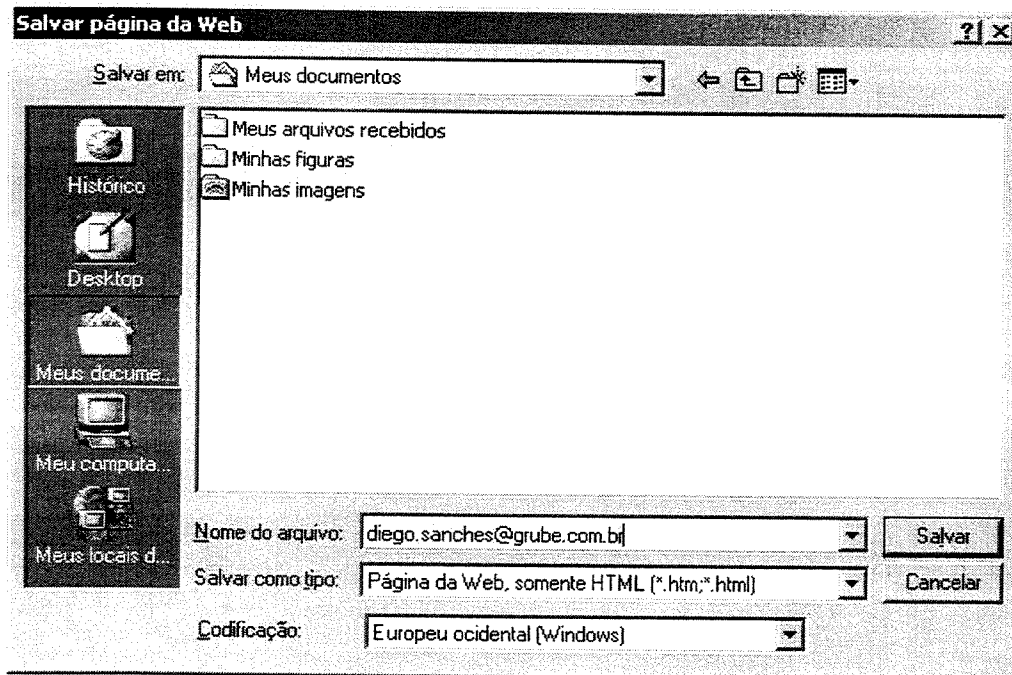 Salvar página da Web
Salvar em: Meus documentos
Histórico
Desktop
Meus docume...
Meu computa...
Meus locais d...
Meus arquivos recebidos
Minhas figuras
Minhas imagens
Nome do arquivo: diego.sanches@grube.com.br
Salvar
Salvar como tipo: Página da Web, somente HTML (*.htm;*.html)
Cancelar
Codificação: Europeu ocidental (Windows)